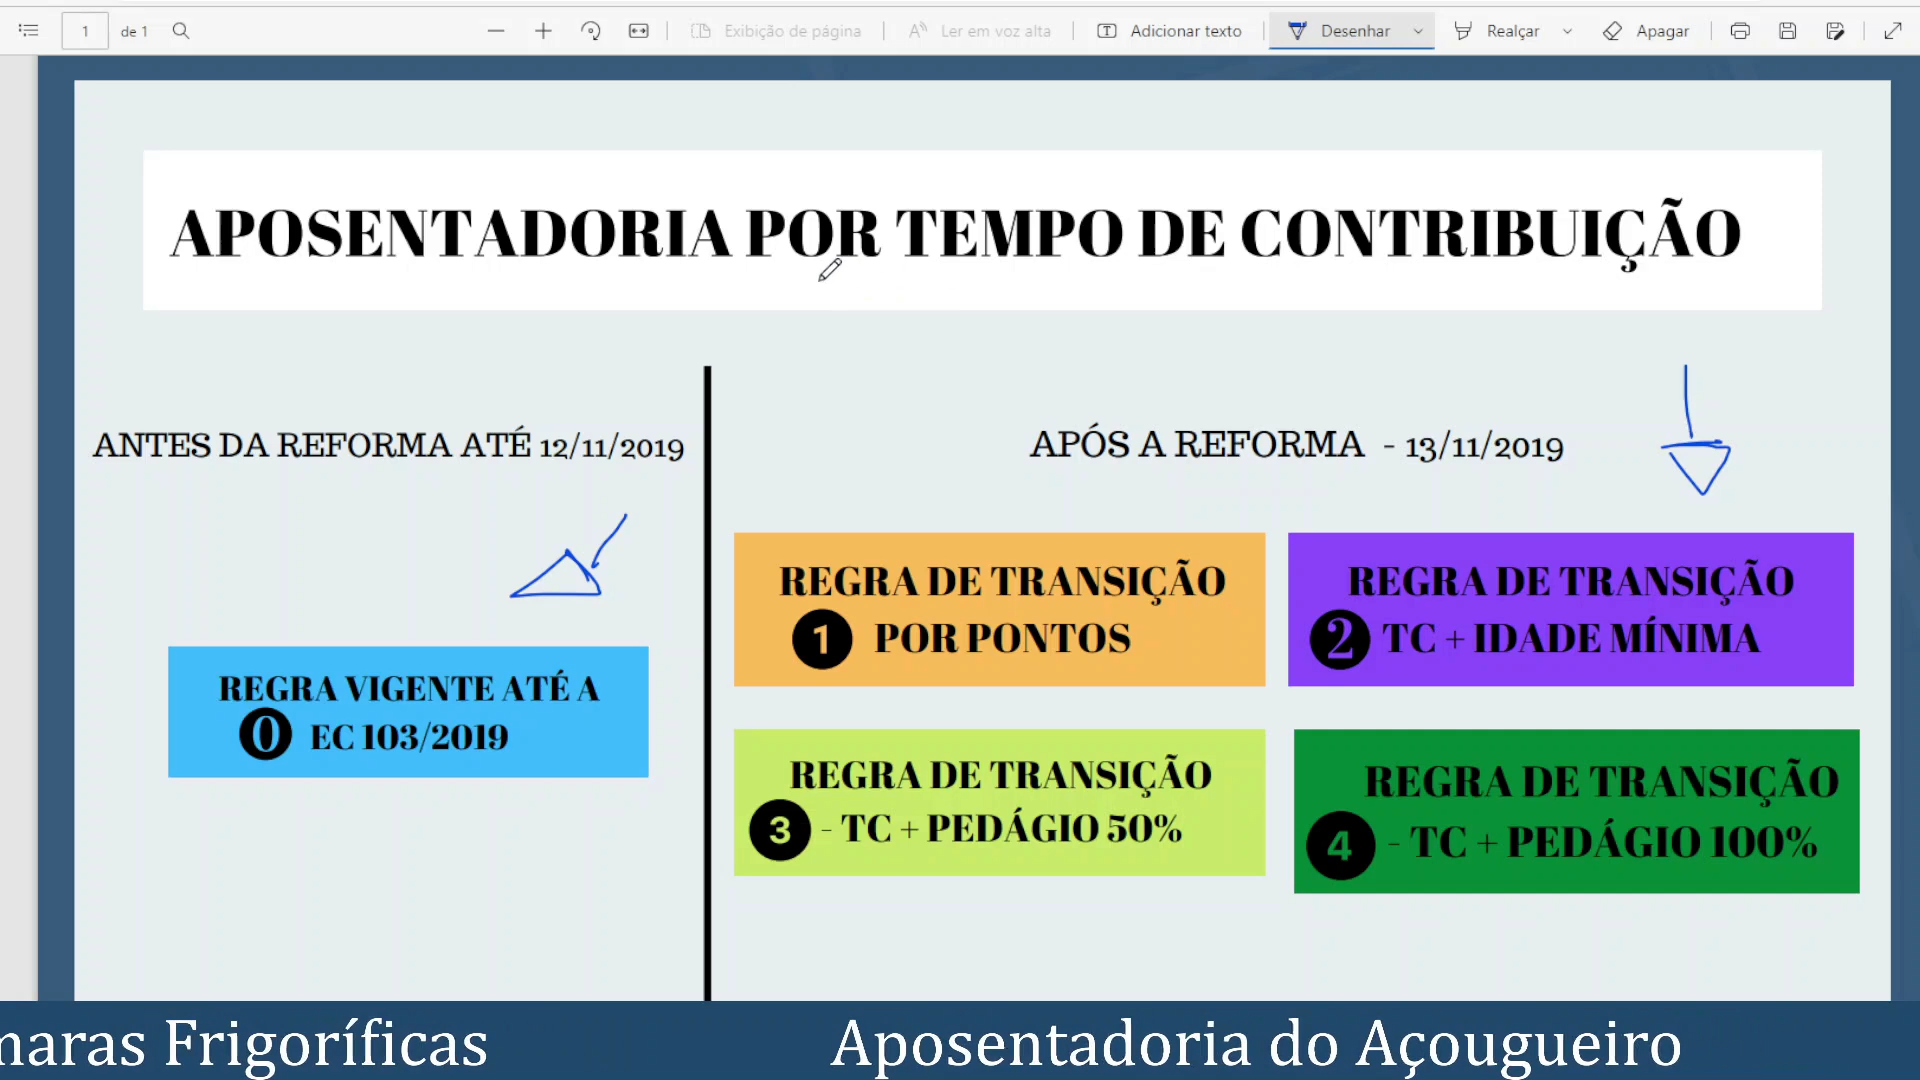 1 de 1
Exibição de página
Ler em voz alta
Adicionar texto
Desenhar
Realçar
Apagar
APOSENTADORIA POR TEMPO DE CONTRIBUIÇÃO
ANTES DA REFORMA ATÉ 12/11/2019
REGRA VIGENTE ATÉ A
0 EC 103/2019
APÓS A REFORMA - 13/11/2019
REGRA DE TRANSIÇÃO
1 POR PONTOS
REGRA DE TRANSIÇÃO
2 TC + IDADE MÍNIMA
REGRA DE TRANSIÇÃO
3 - TC + PEDÁGIO 50%
REGRA DE TRANSIÇÃO
4 - TC + PEDÁGIO 100%
maras Frigoríficas
Aposentadoria do Açougueiro